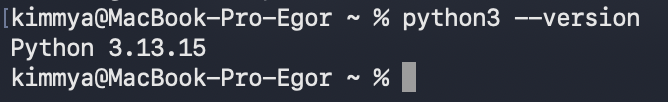 [kimmya@MacBook-Pro-Egor ~ % python3 --version
Python 3.13.15
kimmya@MacBook-Pro-Egor ~ %